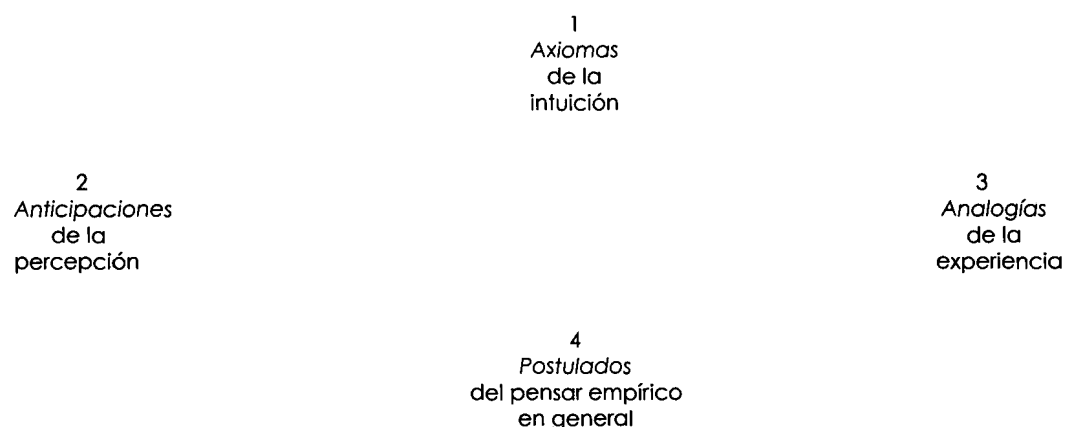 1
Axiomas
de la
intuición
2
Anticipaciones
de la
percepción
3
Analogías
de la
experiencia
4
Postulados
del pensar empírico
en general